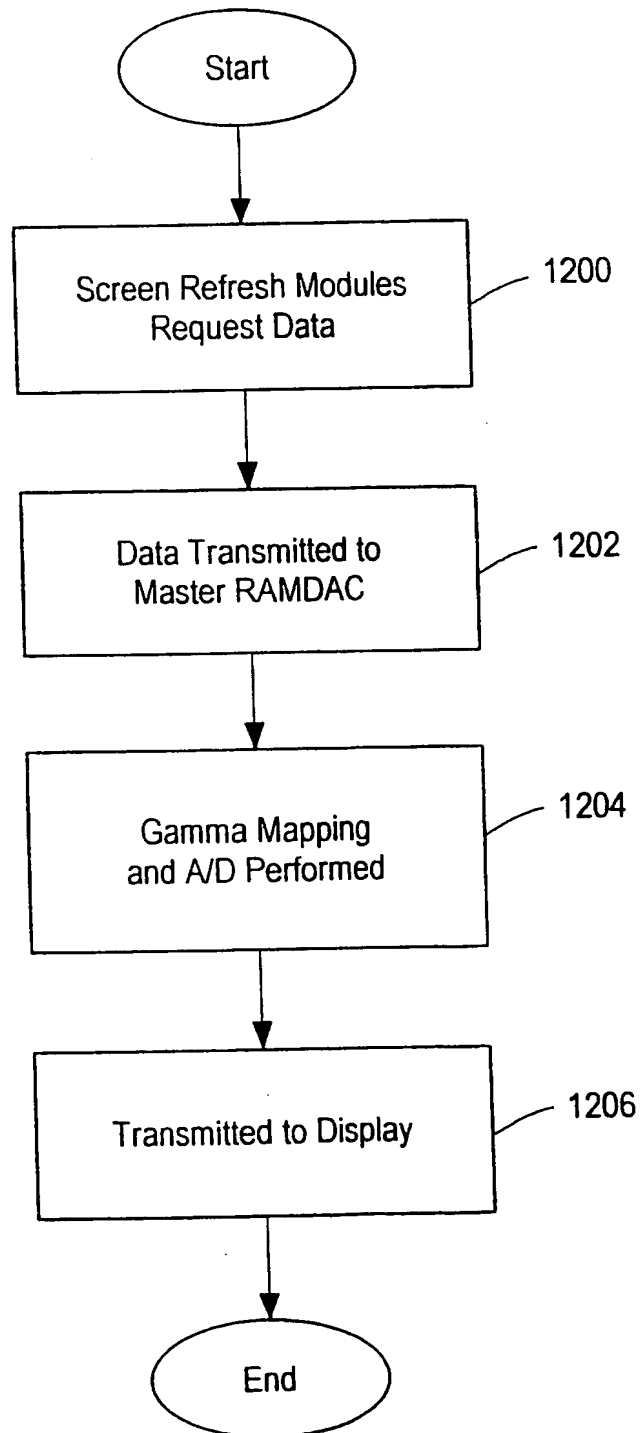 Start
Screen Refresh Modules
Request Data
1200
Data Transmitted to
Master RAMDAC
1202
Gamma Mapping
and A/D Performed
1204
Transmitted to Display
1206
End